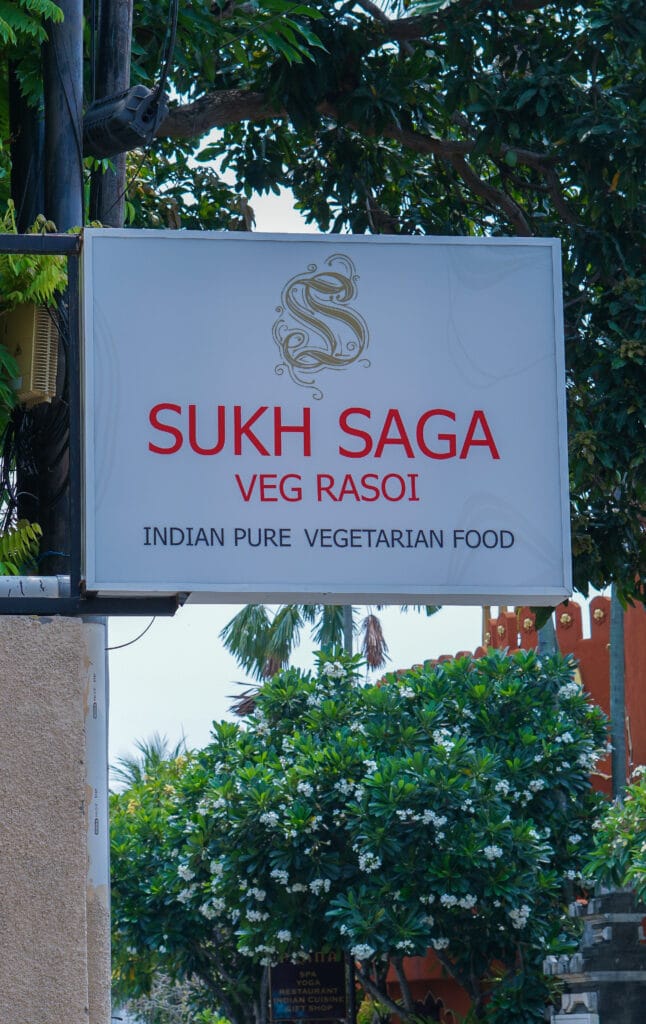 SUKH SAGA
VEG RASOI
INDIAN PURE VEGETARIAN FOOD
SPA
YOGA
RESTAURANT
INDIAN CUISINE
GIFT SHOP